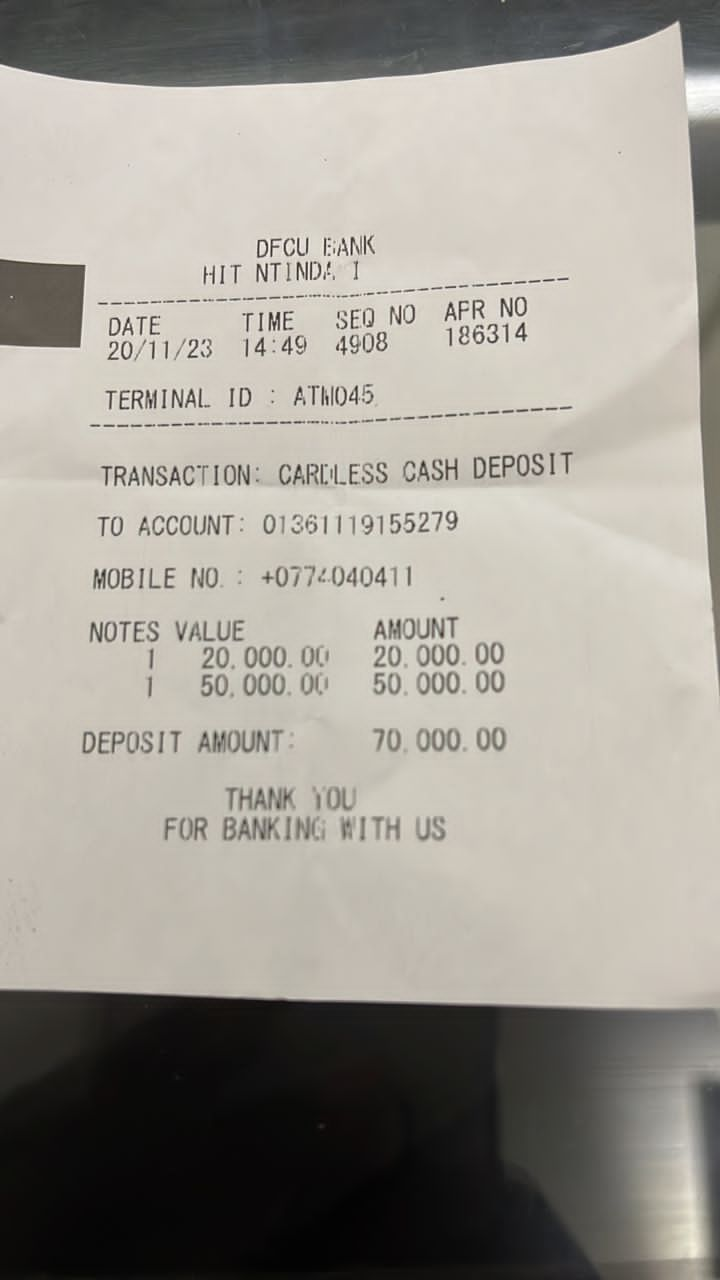 DFCU BANK
HIT NTINDA I
DATE TIME SEQ NO APR NO
20/11/23 14:49 4908 186314
TERMINAL ID : ATM045
TRANSACTION: CARDLESS CASH DEPOSIT
TO ACCOUNT: 01361119155279
MOBILE NO. : +0774040411
NOTES VALUE AMOUNT
1 20,000.00 20,000.00
1 50,000.00 50,000.00
DEPOSIT AMOUNT: 70,000.00
THANK YOU
FOR BANKING WITH US